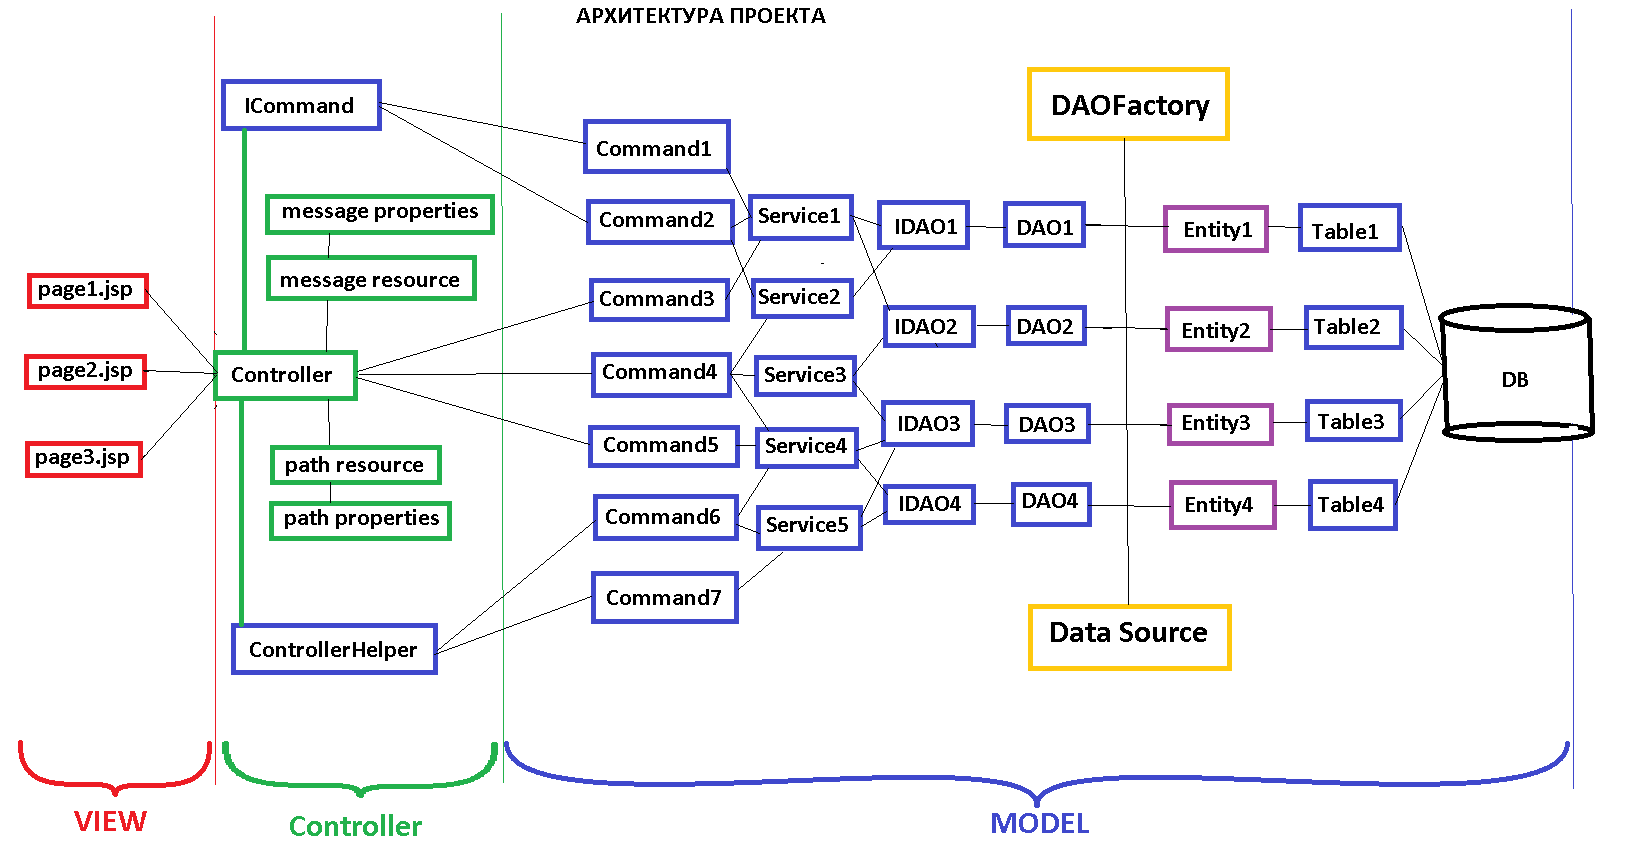 АРХИТЕКТУРА ПРОЕКТА
ICommand
message properties
message resource
page1.jsp
page2.jsp
page3.jsp
Controller
path resource
path properties
ControllerHelper
Command1
Command2
Command3
Command4
Command5
Command6
Command7
Service1
Service2
Service3
Service4
Service5
IDAO1
IDAO2
IDAO3
IDAO4
DAO1
DAO2
DAO3
DAO4
DAOFactory
Data Source
Entity1
Entity2
Entity3
Entity4
Table1
Table2
Table3
Table4
DB
VIEW
Controller
MODEL